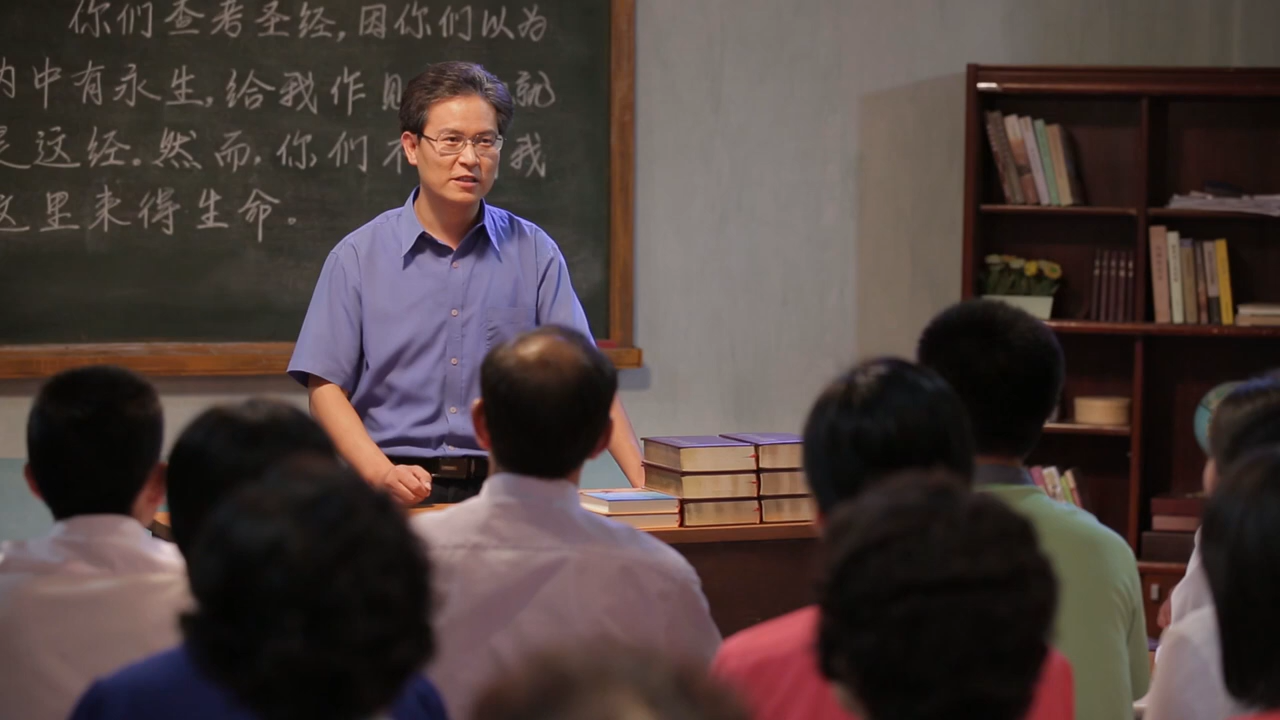 你们查考圣经,因你们以为
内中有永生,给我作见 就
是这经.然而,你们不 我
这里来得生命。